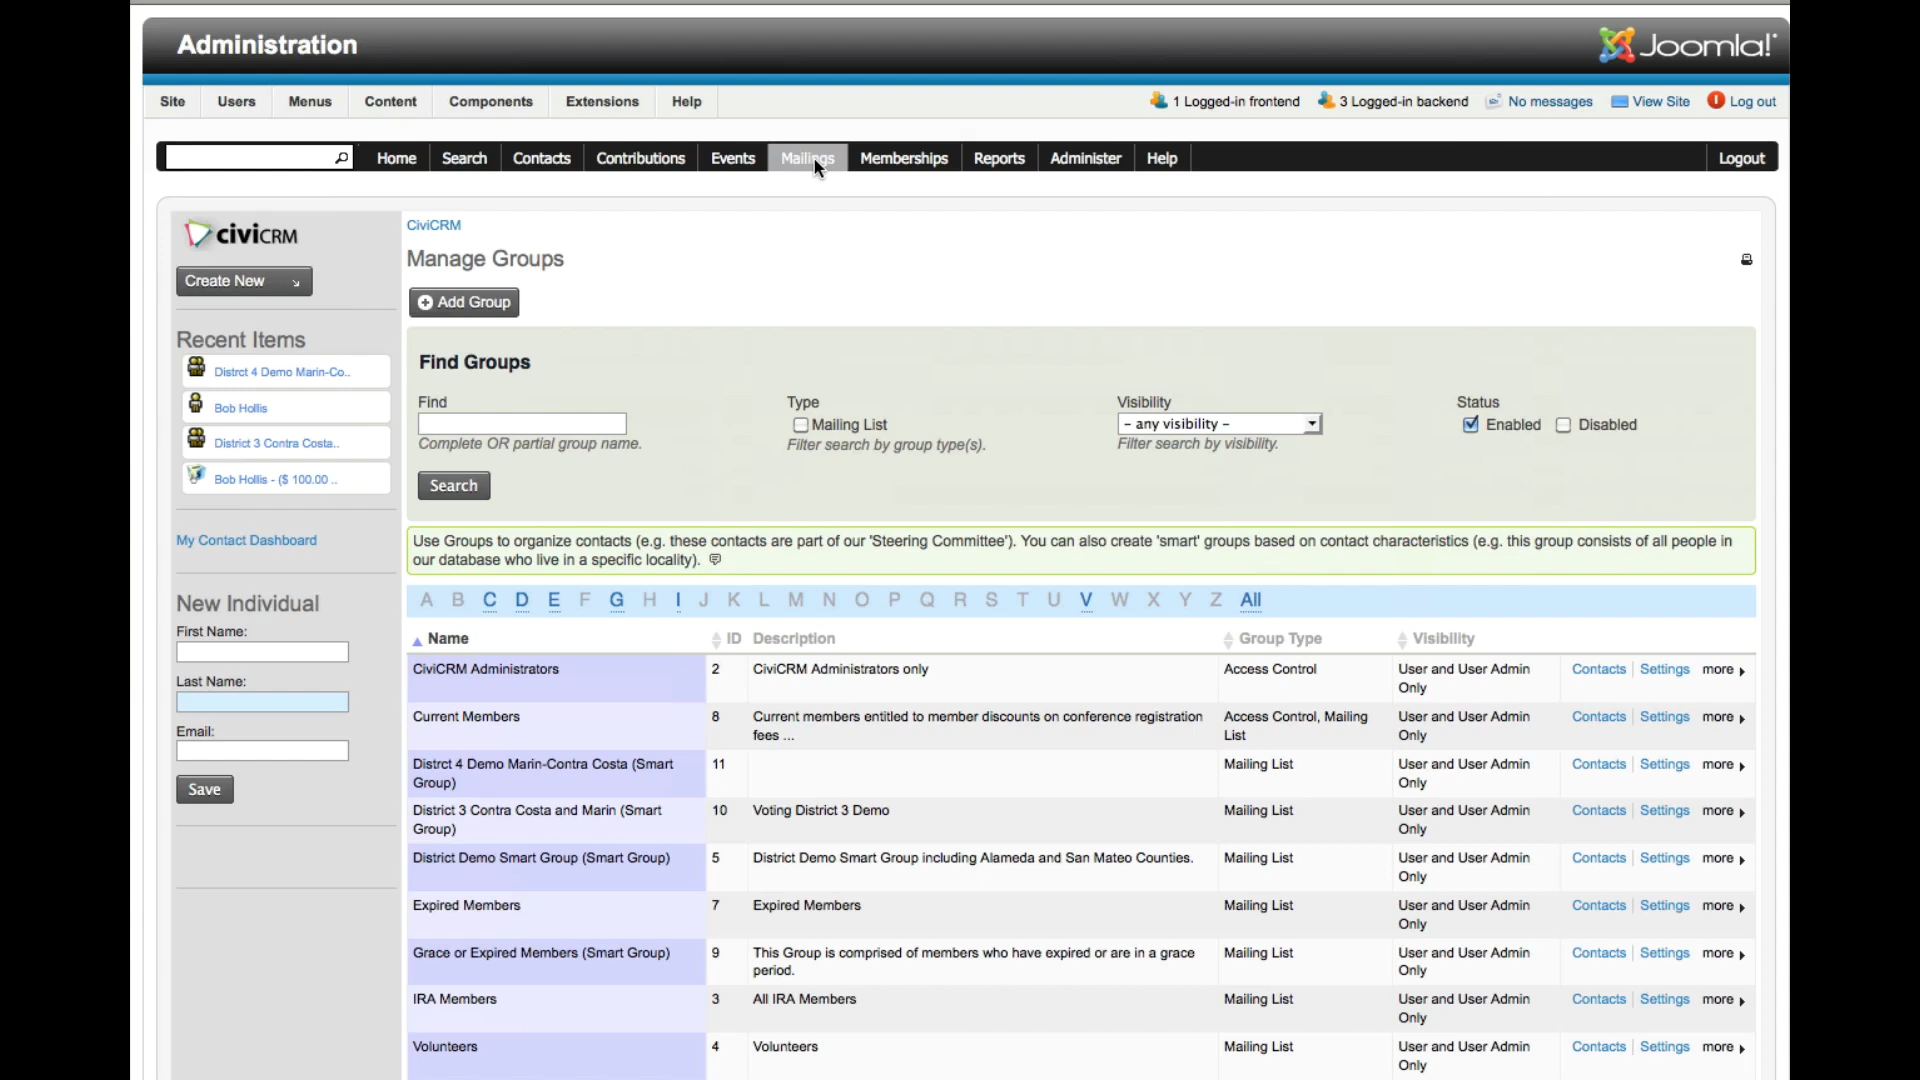 Administration
Joomla!
Site Users Menus Content Components Extensions Help 1 Logged-in frontend 3 Logged-in backend No messages View Site Log out
Home Search Contacts Contributions Events Mailings Memberships Reports Administer Help Logout
civiCRM
Create New
Recent Items
Distrct 4 Demo Marin-Co..
Bob Hollis
District 3 Contra Costa..
Bob Hollis - ($ 100.00 ..
My Contact Dashboard
New Individual
First Name:
Last Name:
Email:
Save
CiviCRM
Manage Groups
Add Group
Find Groups
Find Type Visibility Status
Mailing List - any visibility - Enabled Disabled
Complete OR partial group name. Filter search by group type(s). Filter search by visibility.
Search
Use Groups to organize contacts (e.g. these contacts are part of our 'Steering Committee'). You can also create 'smart' groups based on contact characteristics (e.g. this group consists of all people in
our database who live in a specific locality).
A B C D E F G H I J K L M N O P Q R S T U V W X Y Z All
Name ID Description Group Type Visibility
CiviCRM Administrators 2 CiviCRM Administrators only Access Control User and User Admin Contacts Settings more
Only
Current Members 8 Current members entitled to member discounts on conference registration Access Control, Mailing User and User Admin Contacts Settings more
fees ... List Only
Distrct 4 Demo Marin-Contra Costa (Smart 11 Mailing List User and User Admin Contacts Settings more
Group) Only
District 3 Contra Costa and Marin (Smart 10 Voting District 3 Demo Mailing List User and User Admin Contacts Settings more
Group) Only
District Demo Smart Group (Smart Group) 5 District Demo Smart Group including Alameda and San Mateo Counties. Mailing List User and User Admin Contacts Settings more
Only
Expired Members 7 Expired Members Mailing List User and User Admin Contacts Settings more
Only
Grace or Expired Members (Smart Group) 9 This Group is comprised of members who have expired or are in a grace Mailing List User and User Admin Contacts Settings more
period. Only
IRA Members 3 All IRA Members Mailing List User and User Admin Contacts Settings more
Only
Volunteers 4 Volunteers Mailing List User and User Admin Contacts Settings more
Only